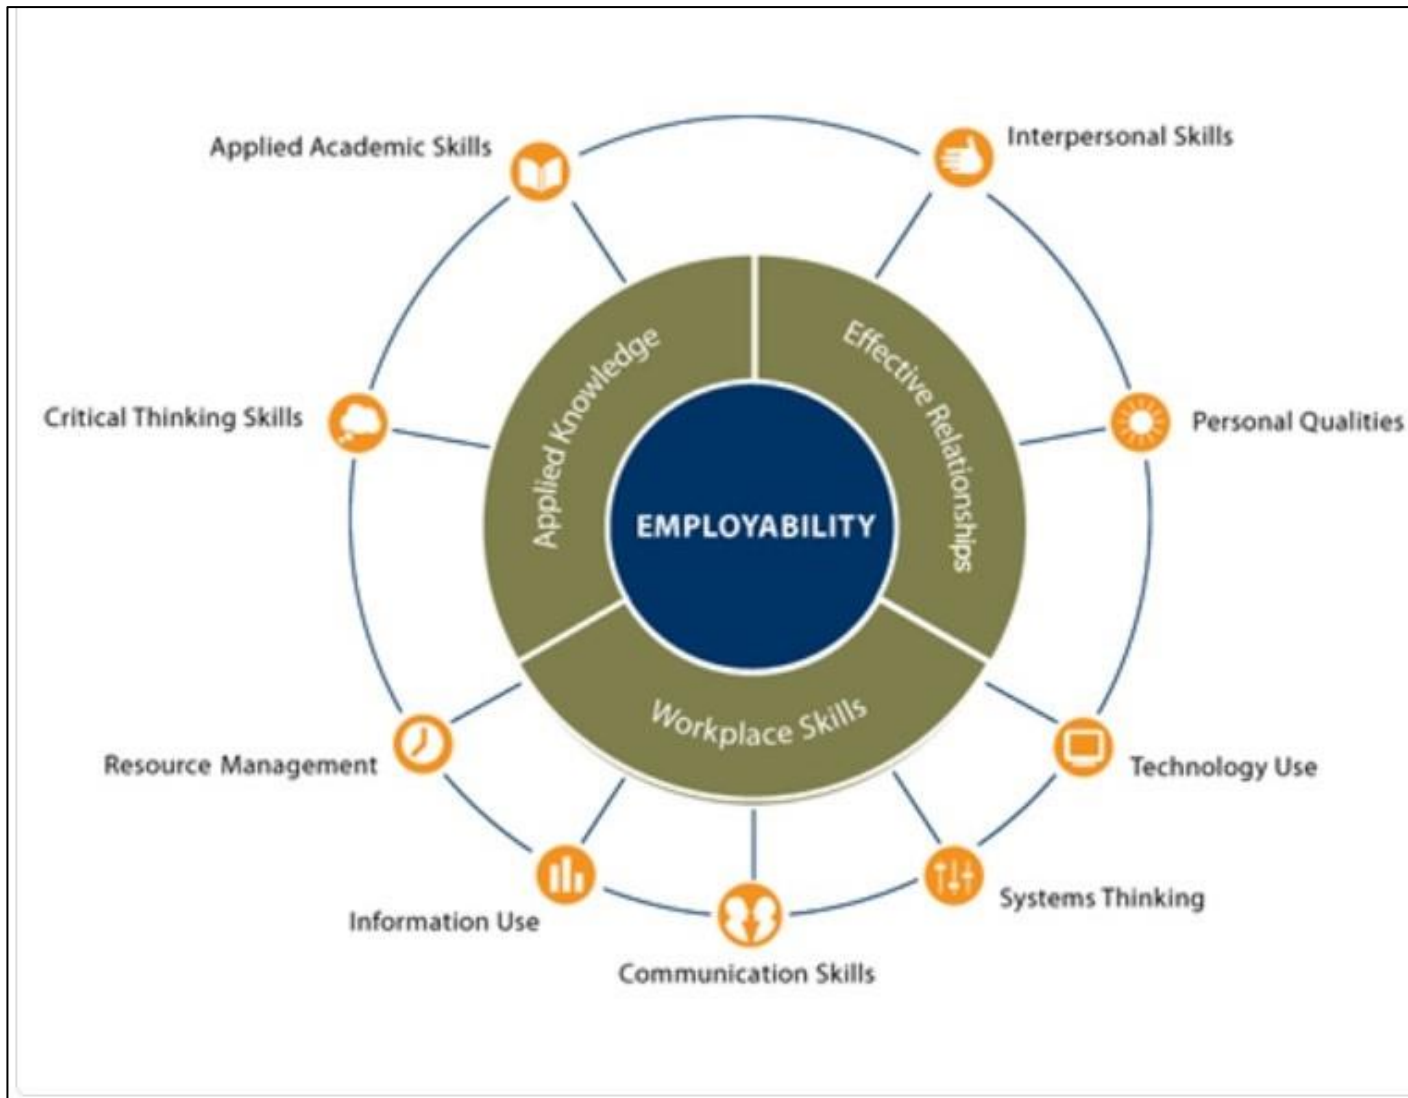 Applied Academic Skills
Interpersonal Skills
Critical Thinking Skills
Applied Knowledge
Effective Relationships
Personal Qualities
EMPLOYABILITY
Workplace Skills
Resource Management
Technology Use
Information Use
Systems Thinking
Communication Skills